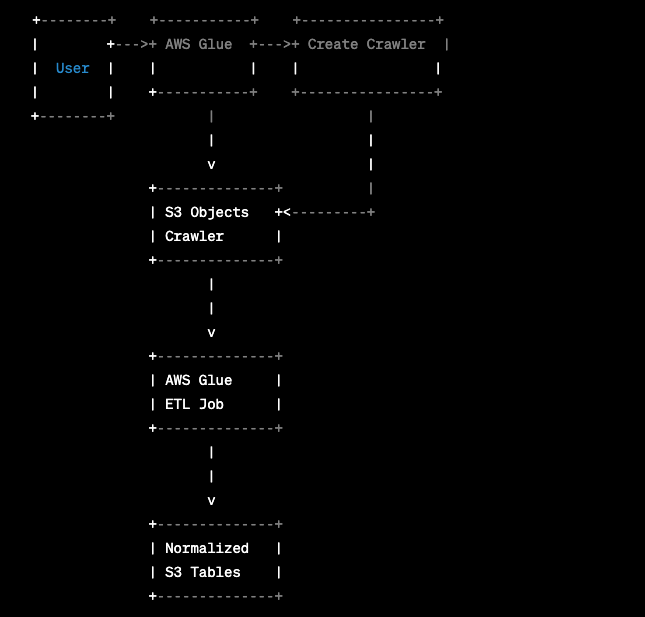 +--------+    +-----------+    +----------------+
|        +--->+ AWS Glue  +--->+ Create Crawler  |
|  User  |    |           |    |                |
|        |    +-----------+    +----------------+
+--------+           |                  |
                     |                  |
                     v                  |
              +--------------+          |
              | S3 Objects   +<---------+
              | Crawler      |
              +--------------+
                     |
                     |
                     v
              +--------------+
              | AWS Glue     |
              | ETL Job      |
              +--------------+
                     |
                     |
                     v
              +--------------+
              | Normalized   |
              | S3 Tables    |
              +--------------+